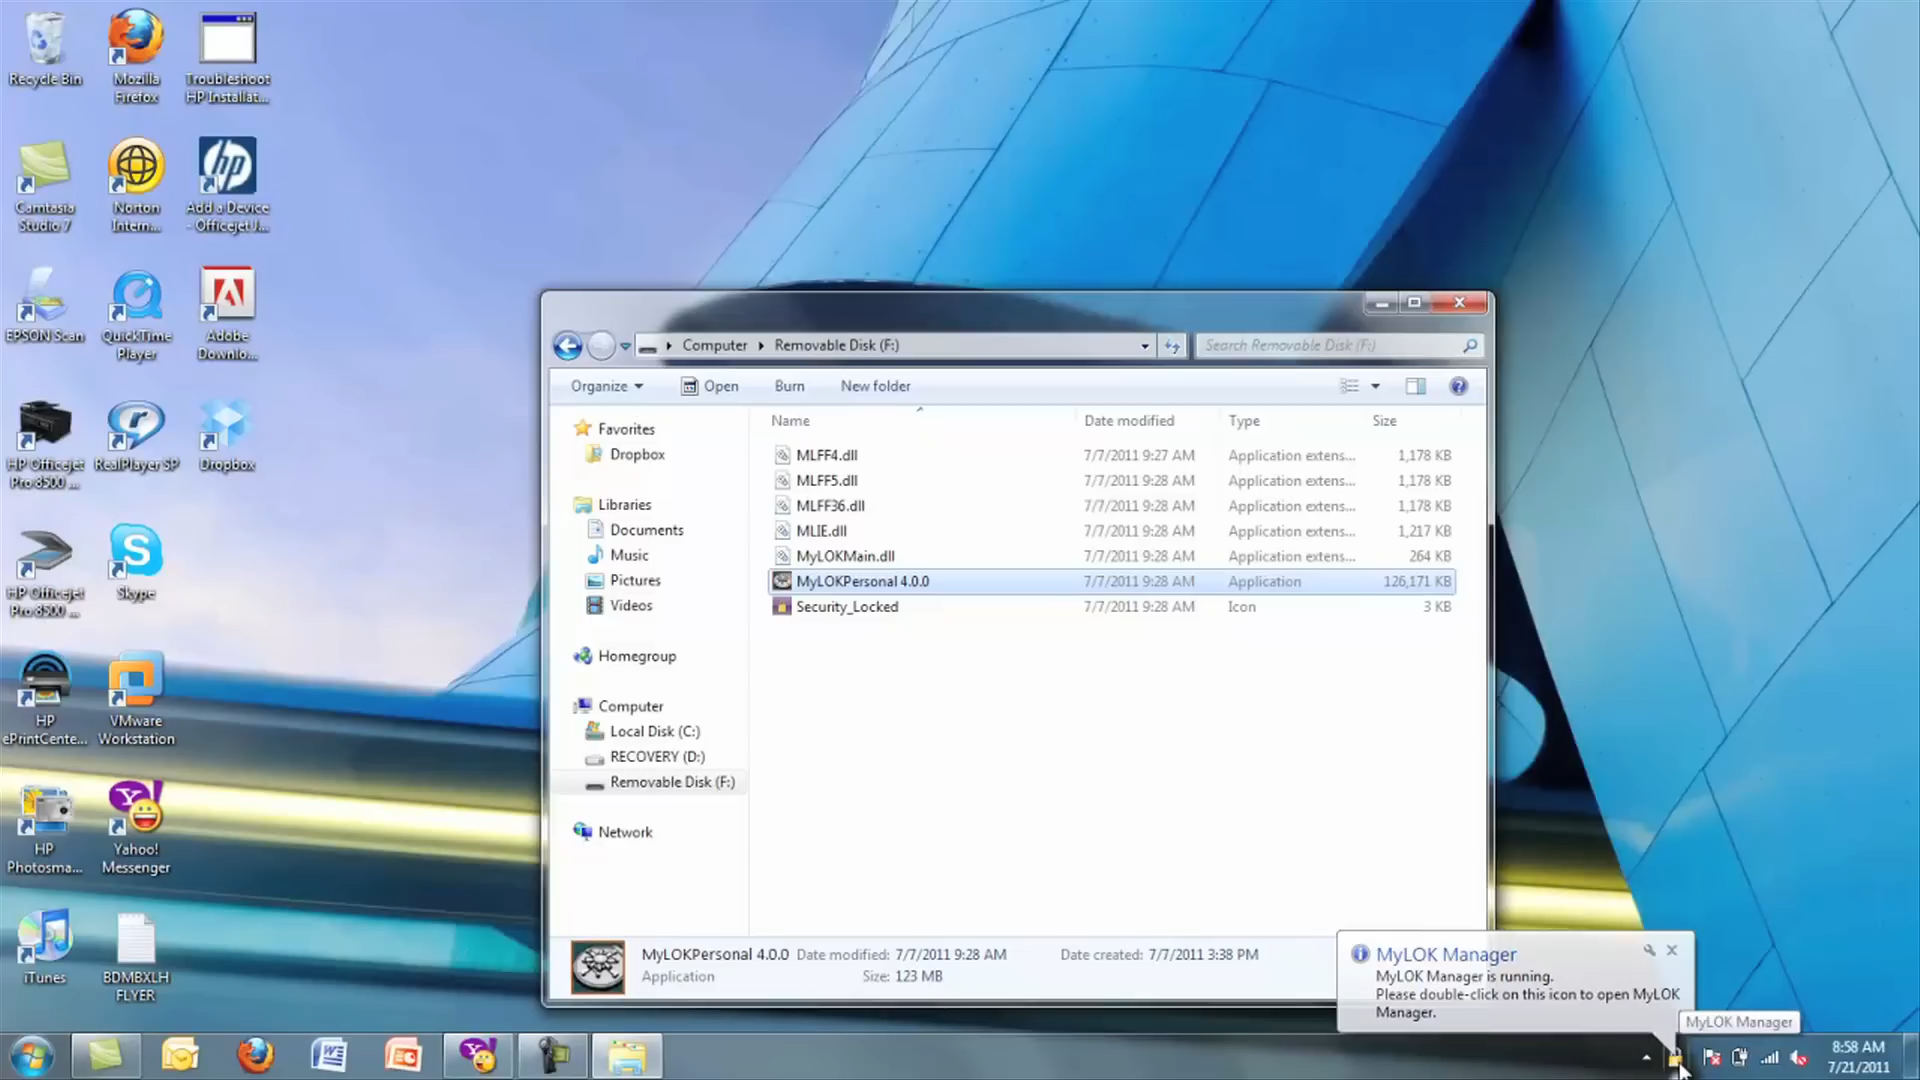 Recycle Bin
Mozilla
Firefox
Troubleshoot
HP Installat...
Camtasia
Studio 7
Norton
Intern...
Add a Device
- OfficeJet J...
EPSON Scan
QuickTime
Player
Adobe
Downlo...
HP Officejet
Pro 8500 ...
RealPlayer SP
Dropbox
HP Officejet
Pro 8500 ...
Skype
HP
ePrintCente...
VMware
Workstation
HP
Photosma...
Yahoo!
Messenger
iTunes
BDMBXLH
FLYER
Computer
Removable Disk (F:)
Search Removable Disk (F:)
Organize
Open
Burn
New folder
Favorites
Dropbox
Libraries
Documents
Music
Pictures
Videos
Homegroup
Computer
Local Disk (C:)
RECOVERY (D:)
Removable Disk (F:)
Network
Name Date modified Type Size
MLFF4.dll 7/7/2011 9:27 AM Application extens... 1,178 KB
MLFF5.dll 7/7/2011 9:28 AM Application extens... 1,178 KB
MLFF36.dll 7/7/2011 9:28 AM Application extens... 1,178 KB
MLIE.dll 7/7/2011 9:28 AM Application extens... 1,217 KB
MyLOKMain.dll 7/7/2011 9:28 AM Application extens... 264 KB
MyLOKPersonal 4.0.0 7/7/2011 9:28 AM Application 126,171 KB
Security_Locked 7/7/2011 9:28 AM Icon 3 KB
MyLOKPersonal 4.0.0 Date modified: 7/7/2011 9:28 AM Date created: 7/7/2011 3:38 PM
Application Size: 123 MB
MyLOK Manager
MyLOK Manager is running.
Please double-click on this icon to open MyLOK
Manager.
MyLOK Manager
8:58 AM
7/21/2011